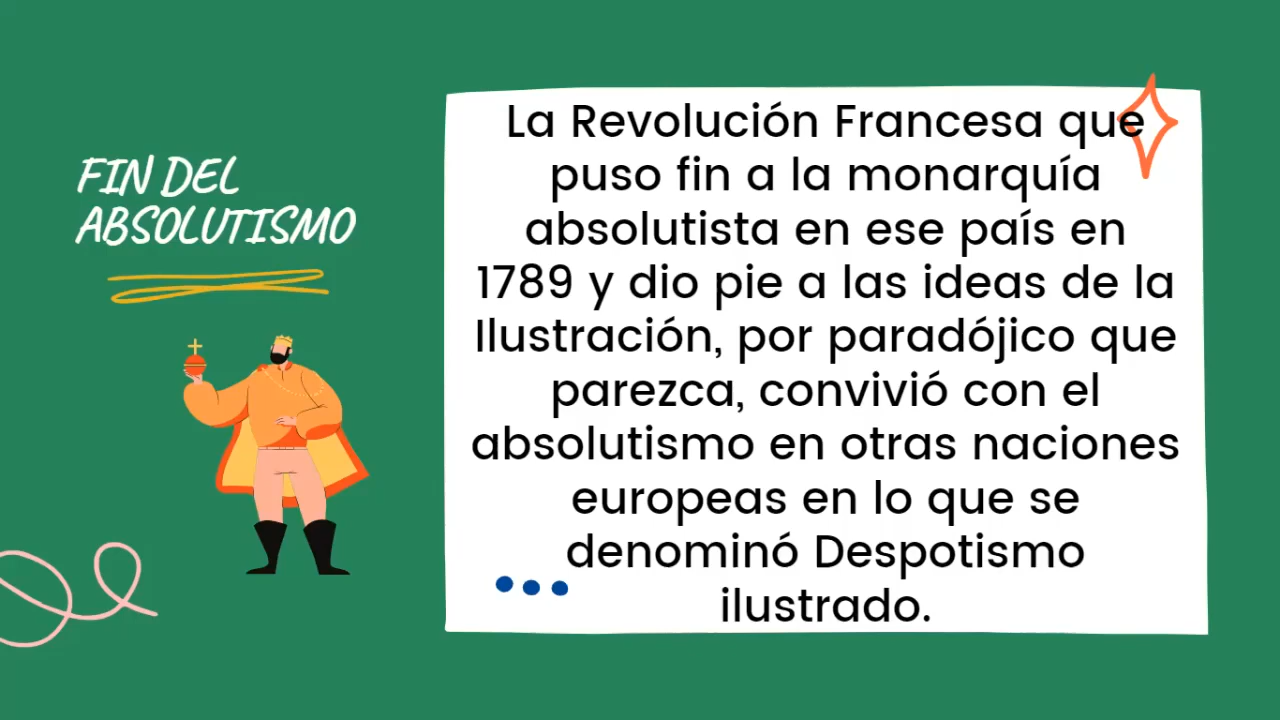 FIN DEL
ABSOLUTISMO
La Revolución Francesa que
puso fin a la monarquía
absolutista en ese país en
1789 y dio pie a las ideas de la
Ilustración, por paradójico que
parezca, convivió con el
absolutismo en otras naciones
europeas en lo que se
denominó Despotismo
ilustrado.